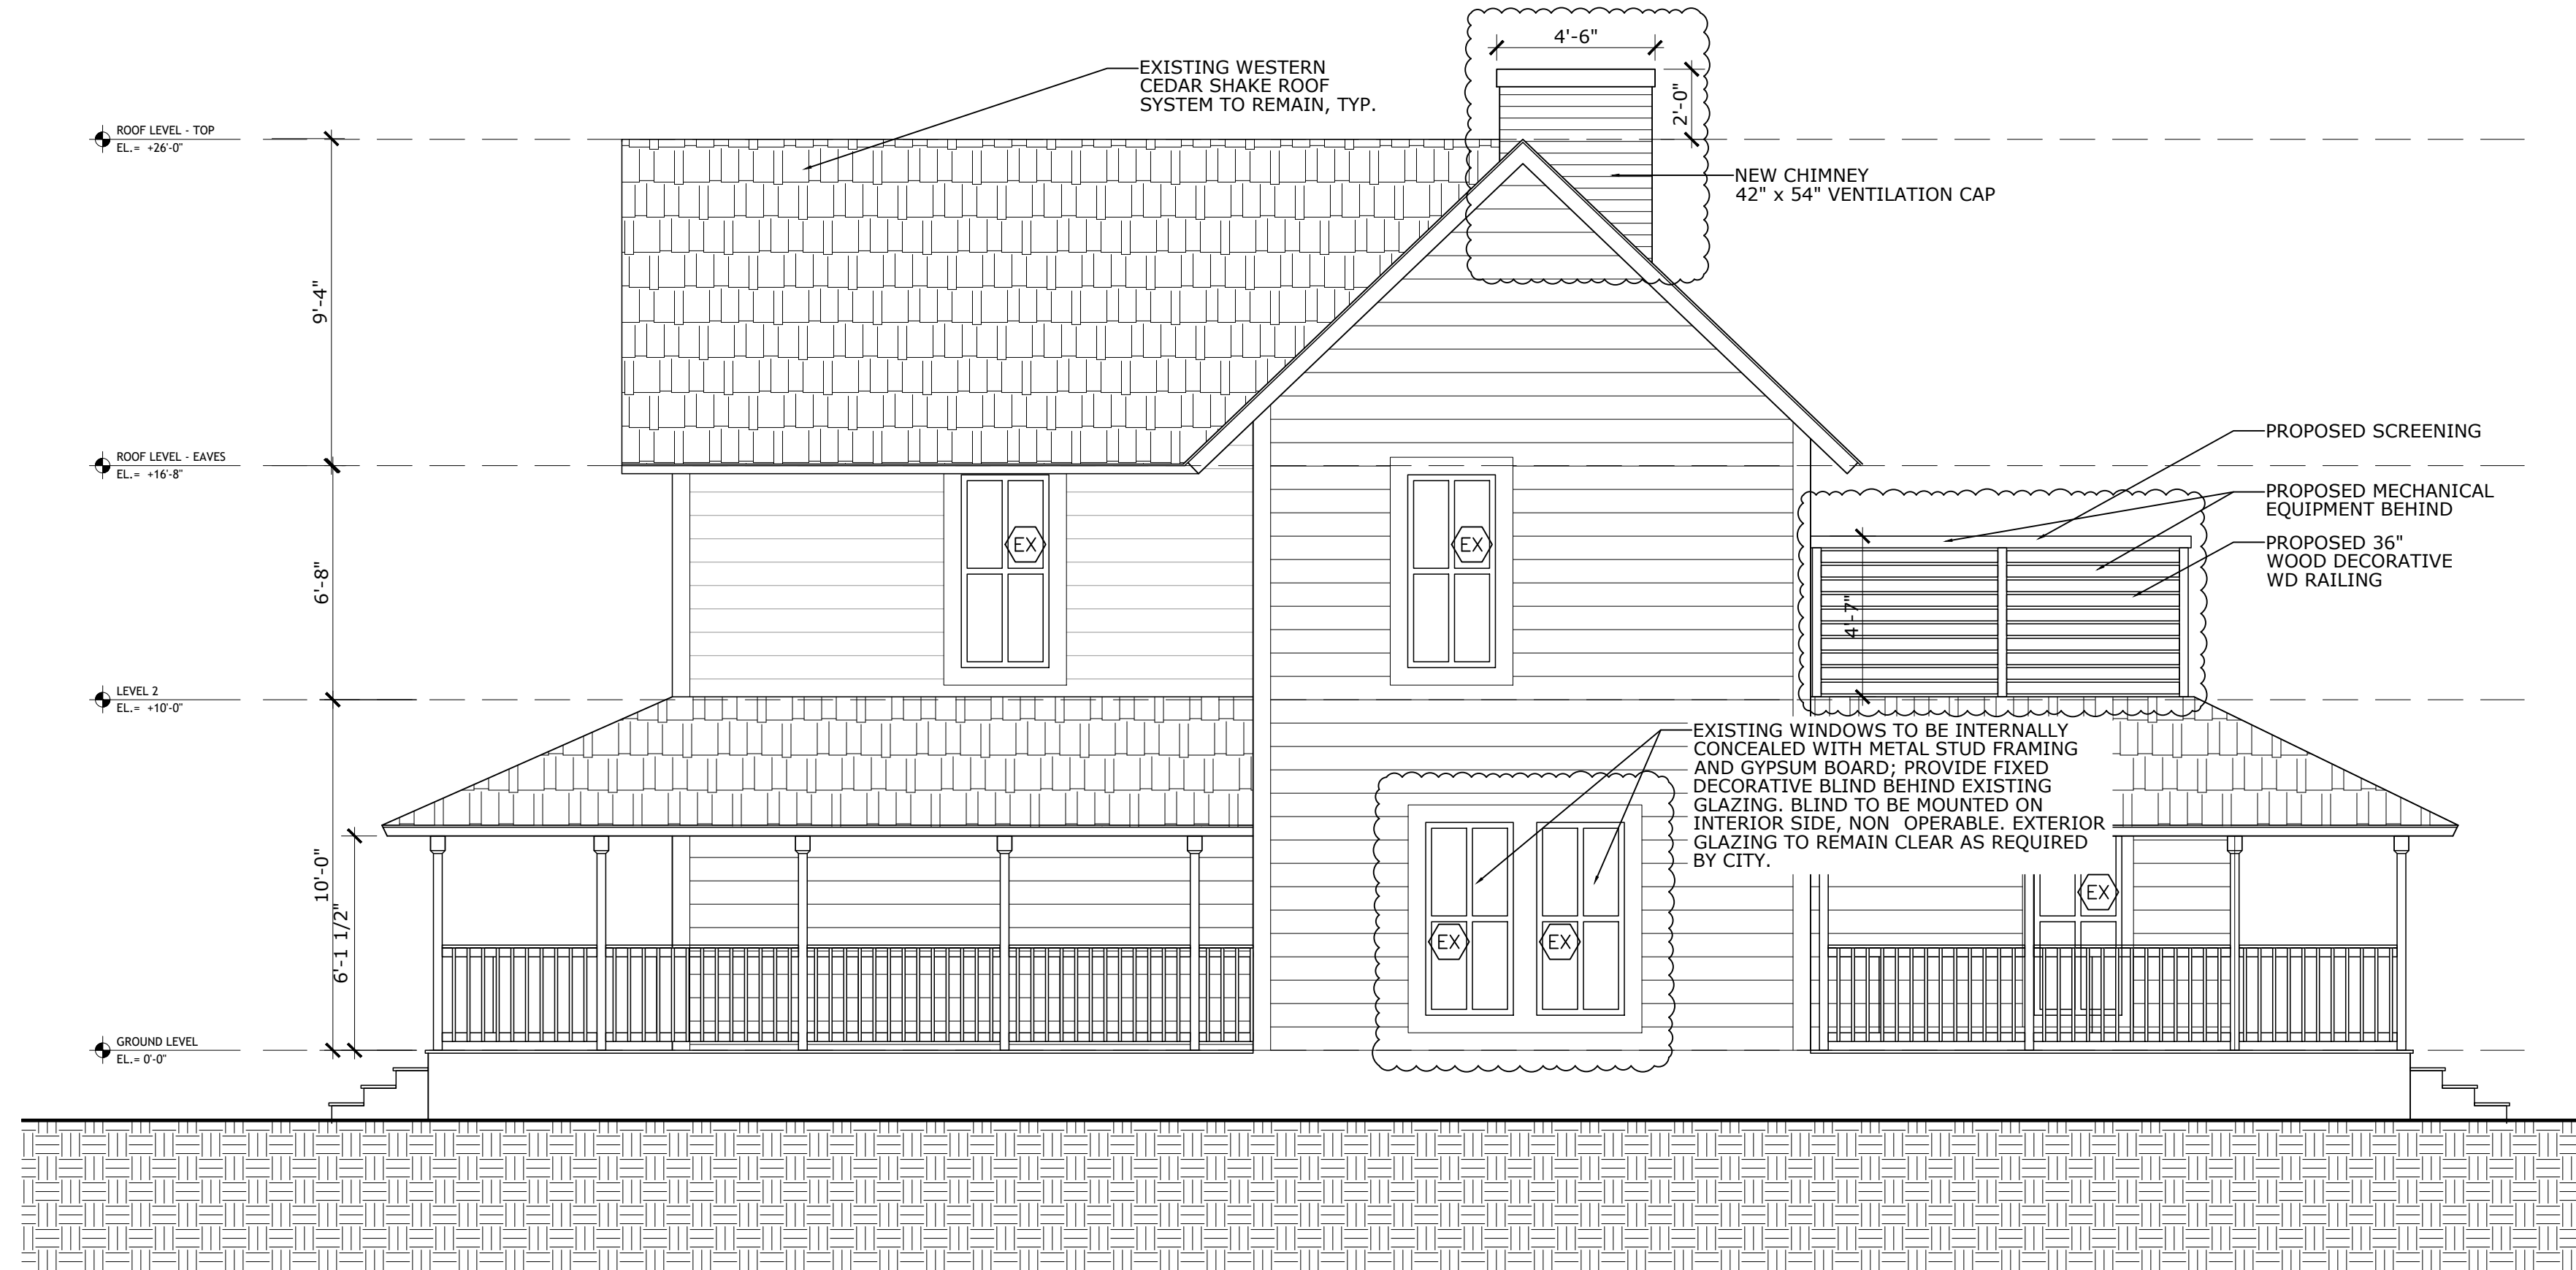 4'-6"
EXISTING WESTERN
CEDAR SHAKE ROOF
SYSTEM TO REMAIN, TYP.
2'-0"
ROOF LEVEL - TOP
EL.= +26'-0"
NEW CHIMNEY
42" x 54" VENTILATION CAP
9'-4"
PROPOSED SCREENING
ROOF LEVEL - EAVES
EL.= +16'-8"
PROPOSED MECHANICAL
EQUIPMENT BEHIND
PROPOSED 36"
WOOD DECORATIVE
WD RAILING
EX
EX
6'-8"
4'-7"
LEVEL 2
EL.= +10'-0"
EXISTING WINDOWS TO BE INTERNALLY
CONCEALED WITH METAL STUD FRAMING
AND GYPSUM BOARD; PROVIDE FIXED
DECORATIVE BLIND BEHIND EXISTING
GLAZING. BLIND TO BE MOUNTED ON
INTERIOR SIDE, NON OPERABLE. EXTERIOR
GLAZING TO REMAIN CLEAR AS REQUIRED
BY CITY.
10'-0"
6'-1 1/2"
EX
EX
EX
GROUND LEVEL
EL.= 0'-0"